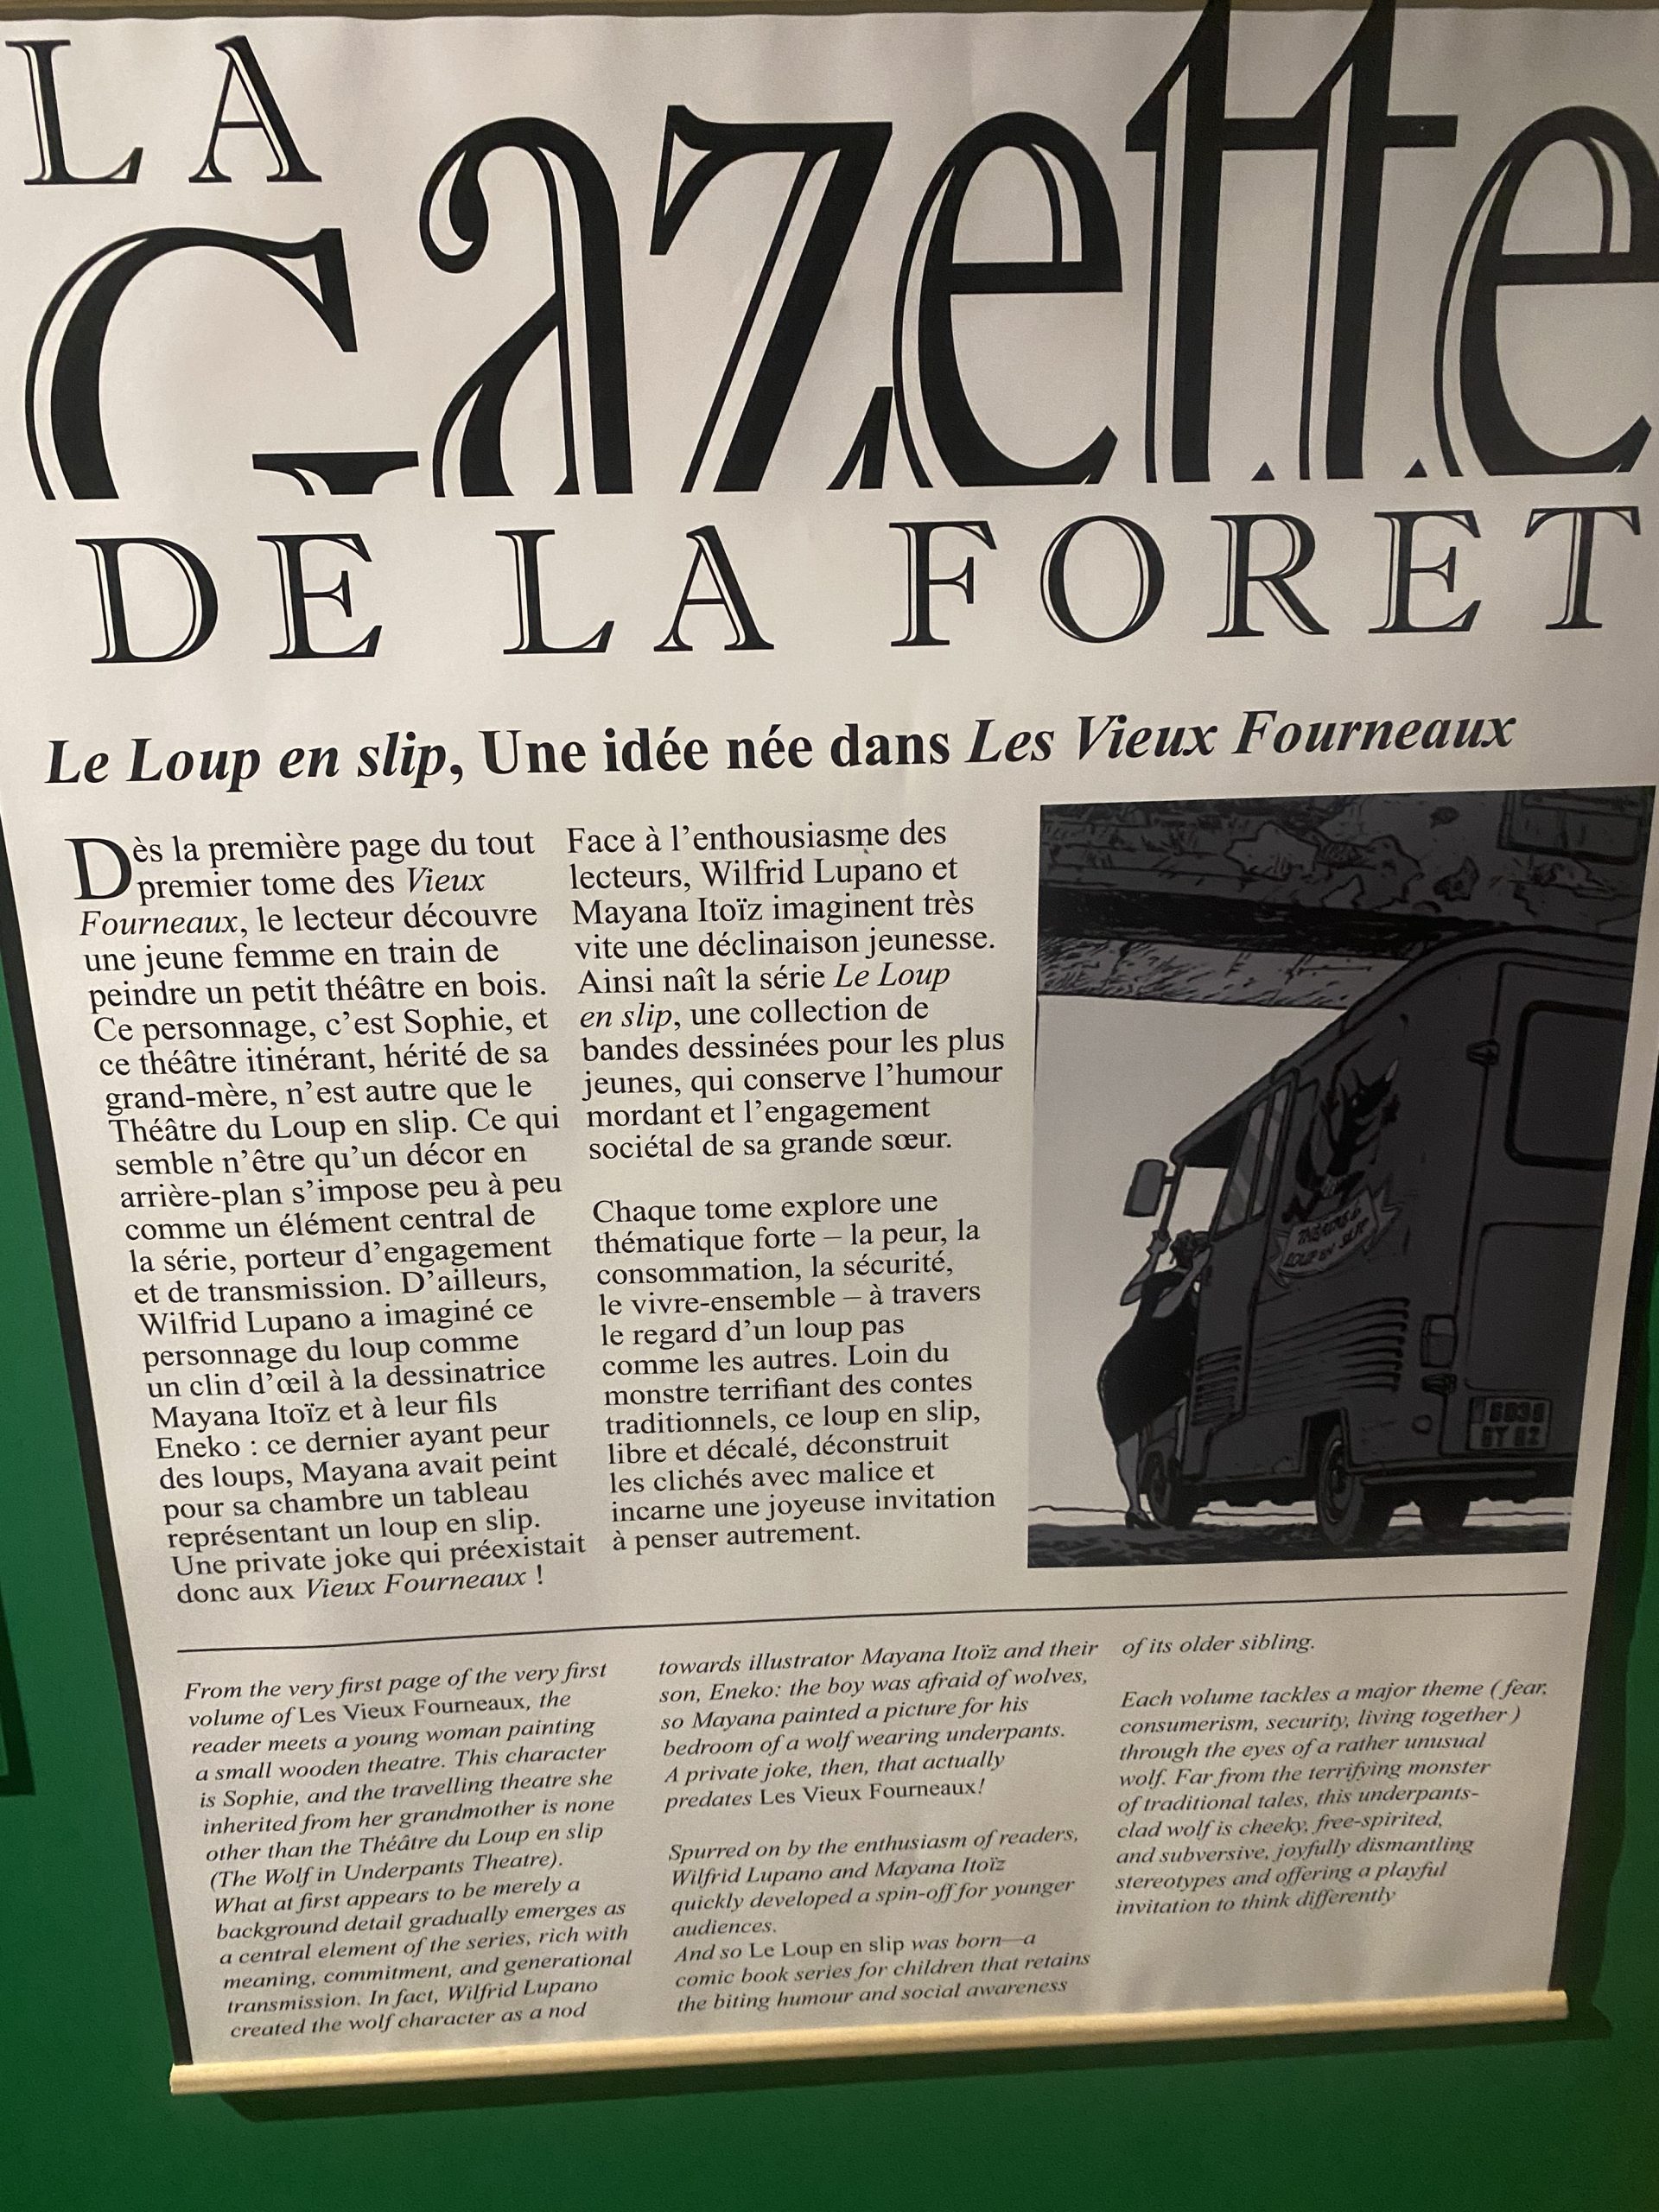 LA
Gazette
DE LA FORET
Le Loup en slip, Une idée née dans Les Vieux Fourneaux
Dès la première page du tout
premier tome des Vieux
Fourneaux, le lecteur découvre
une jeune femme en train de
peindre un petit théâtre en bois.
Ce personnage, c’est Sophie, et
ce théâtre itinérant, hérité de sa
grand-mère, n’est autre que le
Théâtre du Loup en slip. Ce qui
semble n’être qu’un décor en
arrière-plan s’impose peu à peu
comme un élément central de
la série, porteur d’engagement
et de transmission. D’ailleurs,
Wilfrid Lupano a imaginé ce
personnage du loup comme
un clin d’œil à la dessinatrice
Mayana Itoïz et à leur fils
Eneko : ce dernier ayant peur
des loups, Mayana avait peint
pour sa chambre un tableau
représentant un loup en slip.
Une private joke qui préexistait
donc aux Vieux Fourneaux !
Face à l’enthousiasme des
lecteurs, Wilfrid Lupano et
Mayana Itoïz imaginent très
vite une déclinaison jeunesse.
Ainsi naît la série Le Loup
en slip, une collection de
bandes dessinées pour les plus
jeunes, qui conserve l’humour
mordant et l’engagement
sociétal de sa grande sœur.
Chaque tome explore une
thématique forte – la peur, la
consommation, la sécurité,
le vivre-ensemble – à travers
le regard d’un loup pas
comme les autres. Loin du
monstre terrifiant des contes
traditionnels, ce loup en slip,
libre et décalé, déconstruit
les clichés avec malice et
incarne une joyeuse invitation
à penser autrement.
LOUP EN SLIP
From the very first page of the very first
volume of Les Vieux Fourneaux, the
reader meets a young woman painting
a small wooden theatre. This character
is Sophie, and the travelling theatre she
inherited from her grandmother is none
other than the Théâtre du Loup en slip
(The Wolf in Underpants Theatre).
What at first appears to be merely a
background detail gradually emerges as
a central element of the series, rich with
meaning, commitment, and generational
transmission. In fact, Wilfrid Lupano
created the wolf character as a nod
towards illustrator Mayana Itoïz and their
son, Eneko: the boy was afraid of wolves,
so Mayana painted a picture for his
bedroom of a wolf wearing underpants.
A private joke, then, that actually
predates Les Vieux Fourneaux!
Spurred on by the enthusiasm of readers,
Wilfrid Lupano and Mayana Itoïz
quickly developed a spin-off for younger
audiences.
And so Le Loup en slip was born—a
comic book series for children that retains
the biting humour and social awareness
of its older sibling.
Each volume tackles a major theme ( fear,
consumerism, security, living together )
through the eyes of a rather unusual
wolf. Far from the terrifying monster
of traditional tales, this underpants-
clad wolf is cheeky, free-spirited,
and subversive, joyfully dismantling
stereotypes and offering a playful
invitation to think differently